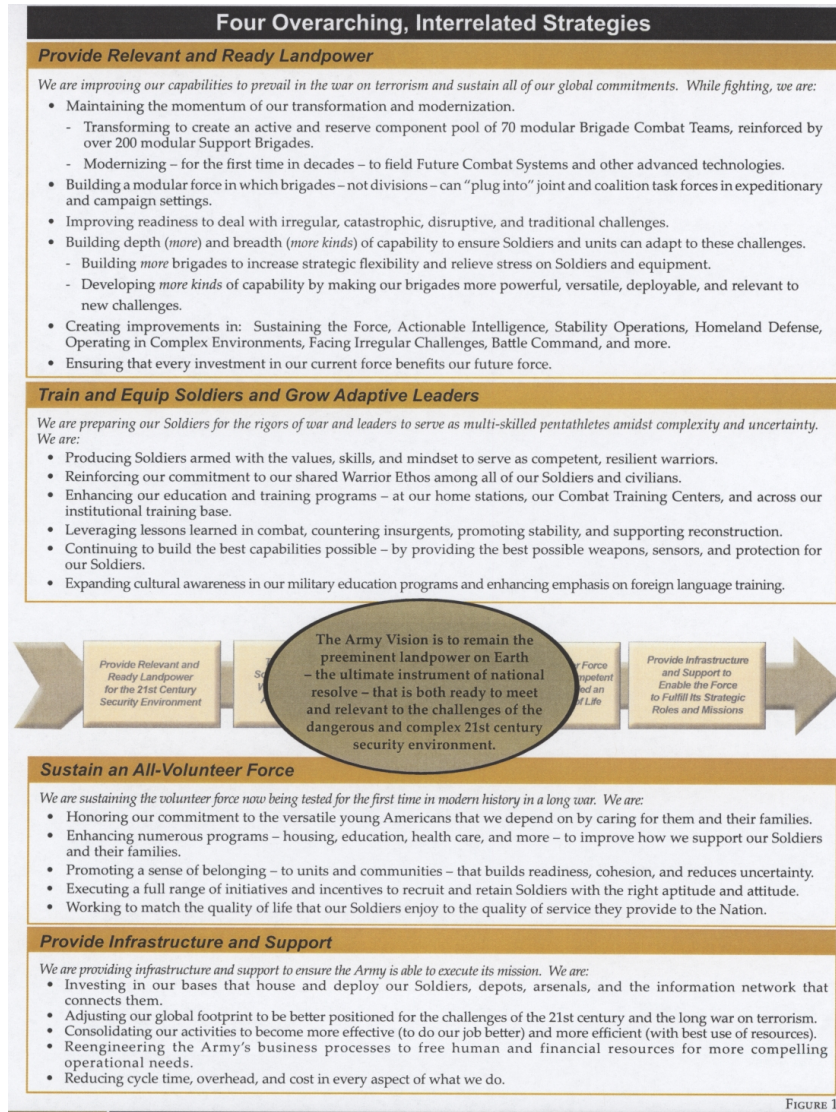 Four Overarching, Interrelated Strategies
Provide Relevant and Ready Landpower
We are improving our capabilities to prevail in the war on terrorism and sustain all of our global commitments. While fighting, we are:
• Maintaining the momentum of our transformation and modernization.
- Transforming to create an active and reserve component pool of 70 modular Brigade Combat Teams, reinforced by
over 200 modular Support Brigades.
- Modernizing – for the first time in decades – to field Future Combat Systems and other advanced technologies.
• Building a modular force in which brigades – not divisions – can "plug into" joint and coalition task forces in expeditionary
and campaign settings.
• Improving readiness to deal with irregular, catastrophic, disruptive, and traditional challenges.
• Building depth (more) and breadth (more kinds) of capability to ensure Soldiers and units can adapt to these challenges.
- Building more brigades to increase strategic flexibility and relieve stress on Soldiers and equipment.
- Developing more kinds of capability by making our brigades more powerful, versatile, deployable, and relevant to
new challenges.
• Creating improvements in: Sustaining the Force, Actionable Intelligence, Stability Operations, Homeland Defense,
Operating in Complex Environments, Facing Irregular Challenges, Battle Command, and more.
• Ensuring that every investment in our current force benefits our future force.
Train and Equip Soldiers and Grow Adaptive Leaders
We are preparing our Soldiers for the rigors of war and leaders to serve as multi-skilled pentathletes amidst complexity and uncertainty.
We are:
• Producing Soldiers armed with the values, skills, and mindset to serve as competent, resilient warriors.
• Reinforcing our commitment to our shared Warrior Ethos among all of our Soldiers and civilians.
• Enhancing our education and training programs – at our home stations, our Combat Training Centers, and across our
institutional training base.
• Leveraging lessons learned in combat, countering insurgents, promoting stability, and supporting reconstruction.
• Continuing to build the best capabilities possible – by providing the best possible weapons, sensors, and protection for
our Soldiers.
• Expanding cultural awareness in our military education programs and enhancing emphasis on foreign language training.
Provide Relevant and
Ready Landpower
for the 21st Century
Security Environment
The Army Vision is to remain the
preeminent landpower on Earth
– the ultimate instrument of national
resolve – that is both ready to meet
and relevant to the challenges of the
dangerous and complex 21st century
security environment.
Force
of Life
Provide Infrastructure
and Support to
Enable the Force
to Fulfill Its Strategic
Roles and Missions
Sustain an All-Volunteer Force
We are sustaining the volunteer force now being tested for the first time in modern history in a long war. We are:
• Honoring our commitment to the versatile young Americans that we depend on by caring for them and their families.
• Enhancing numerous programs – housing, education, health care, and more – to improve how we support our Soldiers
and their families.
• Promoting a sense of belonging – to units and communities – that builds readiness, cohesion, and reduces uncertainty.
• Executing a full range of initiatives and incentives to recruit and retain Soldiers with the right aptitude and attitude.
• Working to match the quality of life that our Soldiers enjoy to the quality of service they provide to the Nation.
Provide Infrastructure and Support
We are providing infrastructure and support to ensure the Army is able to execute its mission. We are:
• Investing in our bases that house and deploy our Soldiers, depots, arsenals, and the information network that
connects them.
• Adjusting our global footprint to be better positioned for the challenges of the 21st century and the long war on terrorism.
• Consolidating our activities to become more effective (to do our job better) and more efficient (with best use of resources).
• Reengineering the Army's business processes to free human and financial resources for more compelling
operational needs.
• Reducing cycle time, overhead, and cost in every aspect of what we do.
FIGURE 1